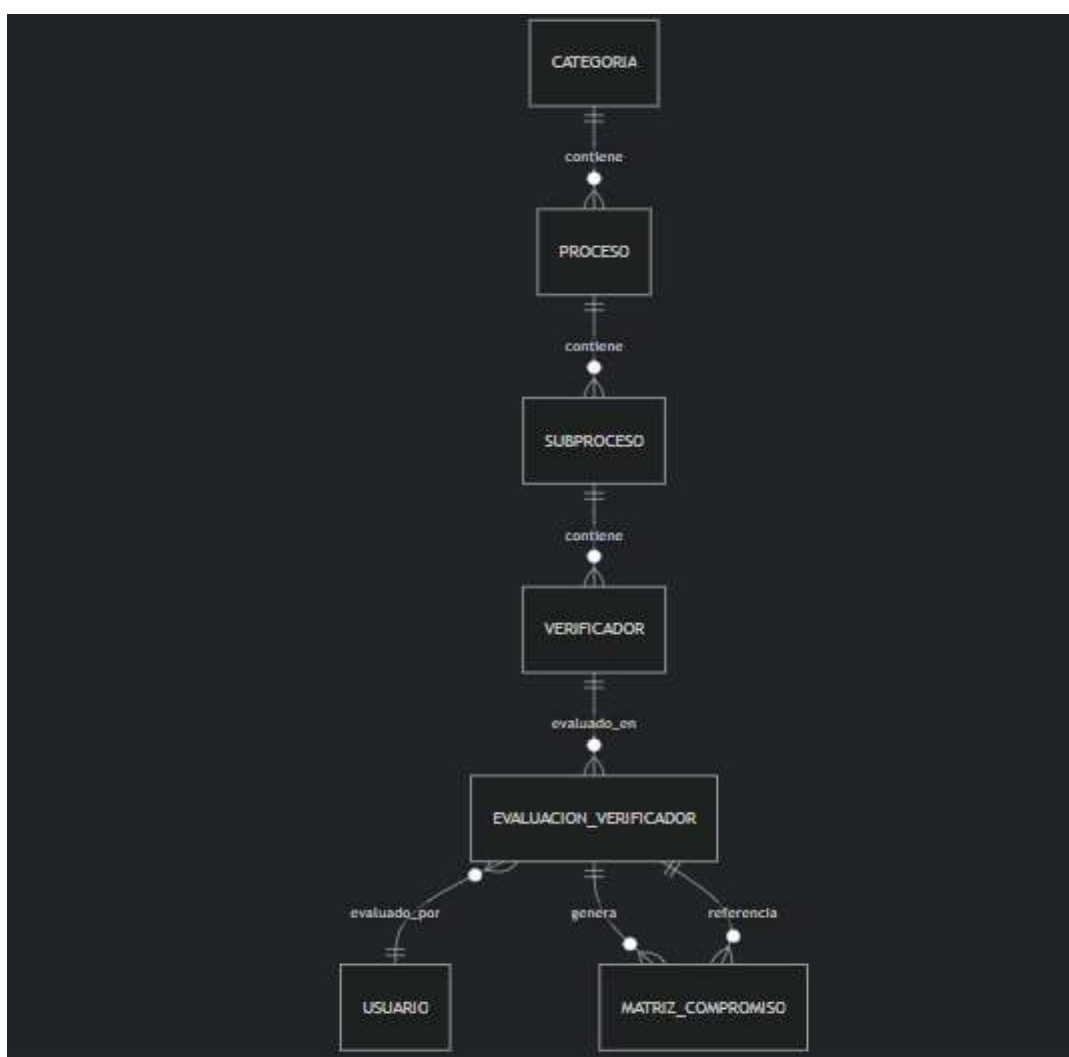 CATEGORIA
contiene
PROCESO
contiene
SUBPROCESO
contiene
VERIFICADOR
evaluado_en
EVALUACION_VERIFICADOR
evaluado_por
genera
referencia
USUARIO
MATRIZ_COMPROMISO